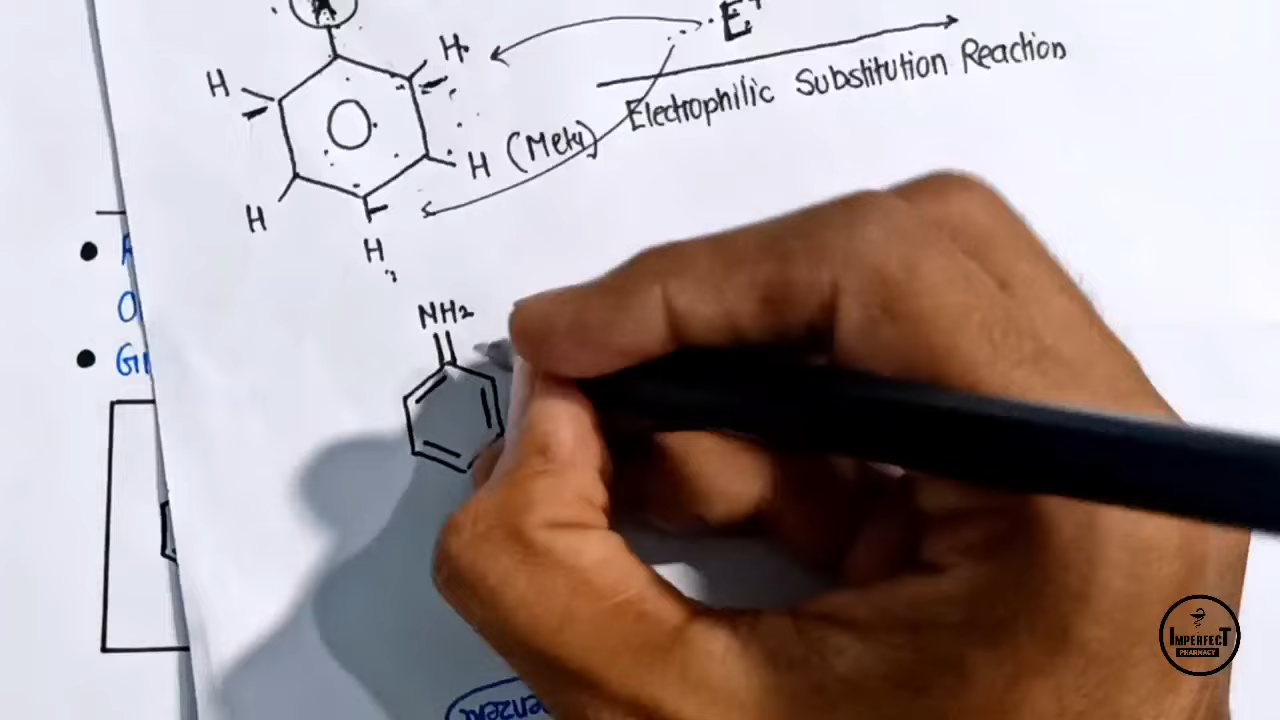 A
H H
E+
Electrophilic Substitution Reaction
H (Meta)
H
H
NH2
IMPERFECT
PHARMACY